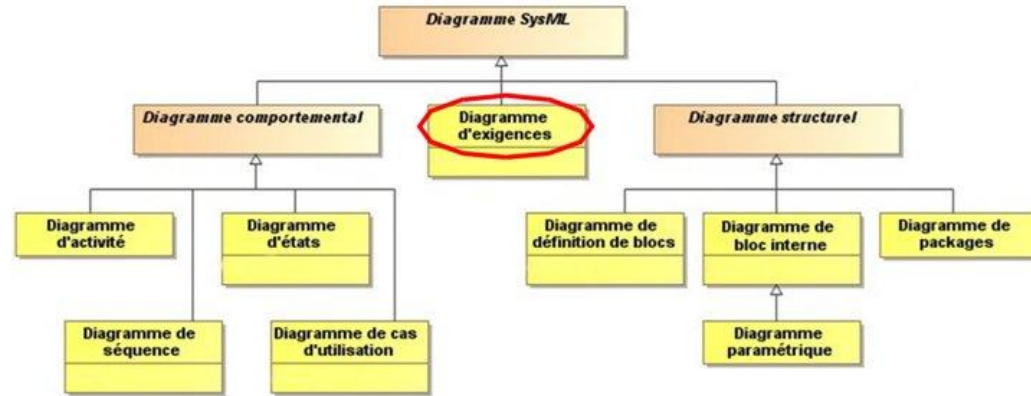 Diagramme SysML
Diagramme comportemental
Diagramme
d'exigences
Diagramme structurel
Diagramme
d'activité
Diagramme
d'états
Diagramme de
définition de blocs
Diagramme de
bloc interne
Diagramme de
packages
Diagramme de
séquence
Diagramme de cas
d'utilisation
Diagramme
paramétrique